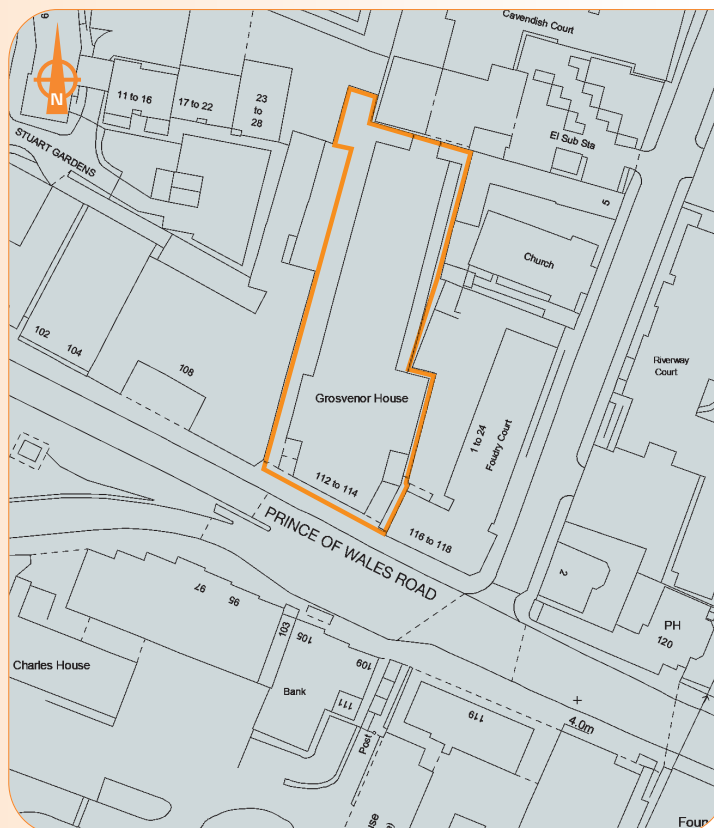 Cavendish Court
9
N
11 to 16
17 to 22
23
to
28
El Sub Sta
STUART GARDENS
5
Church
102
104
108
Riverway
Court
Grosvenor House
1 to 24
Foudry Court
112 to 114
116 to 118
PRINCE OF WALES ROAD
2
PH
120
97
95
103
105
109
111
Charles House
Bank
119
4.0m
Post